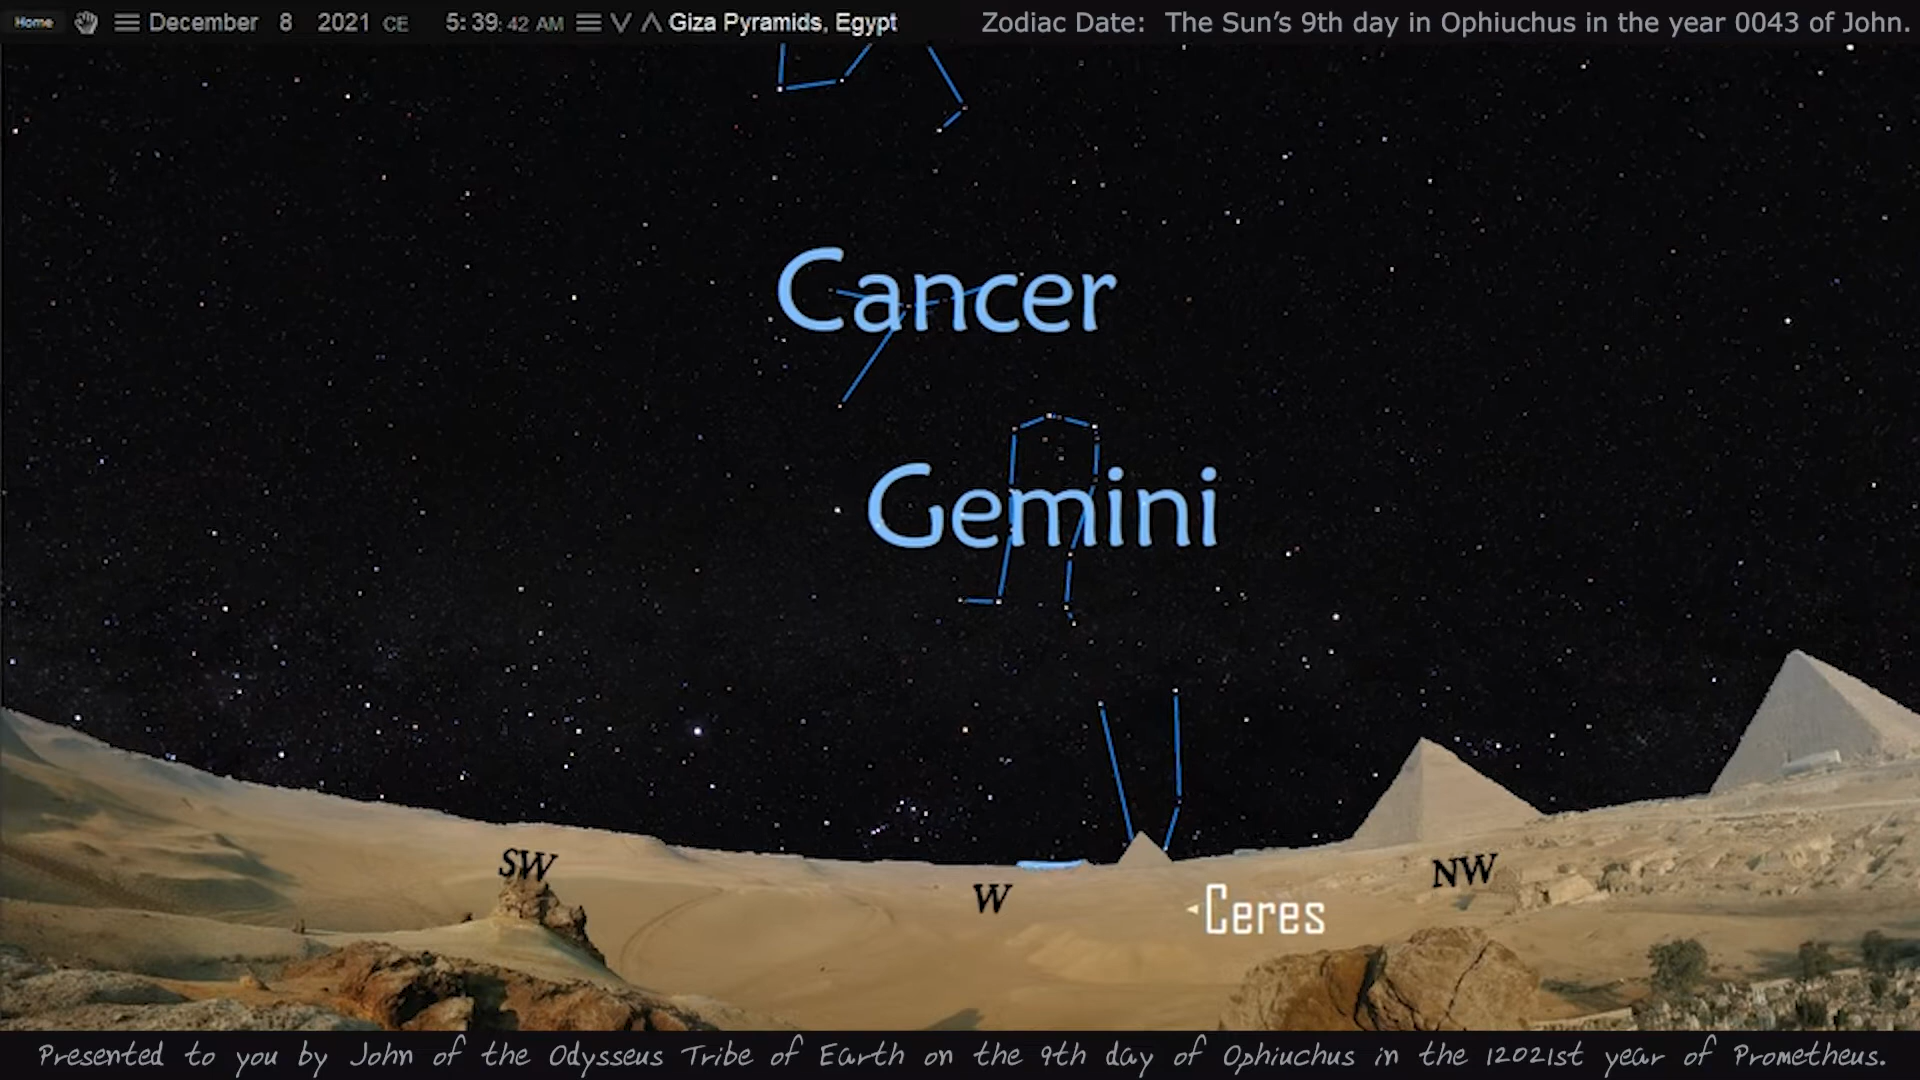 Home December 8 2021 CE 5:39:42 AM Giza Pyramids, Egypt Zodiac Date: The Sun's 9th day in Ophiuchus in the year 0043 of John.
Cancer
Gemini
SW
W
NW
Ceres
Presented to you by John of the Odysseus Tribe of Earth on the 9th day of Ophiuchus in the 12021st year of Prometheus.